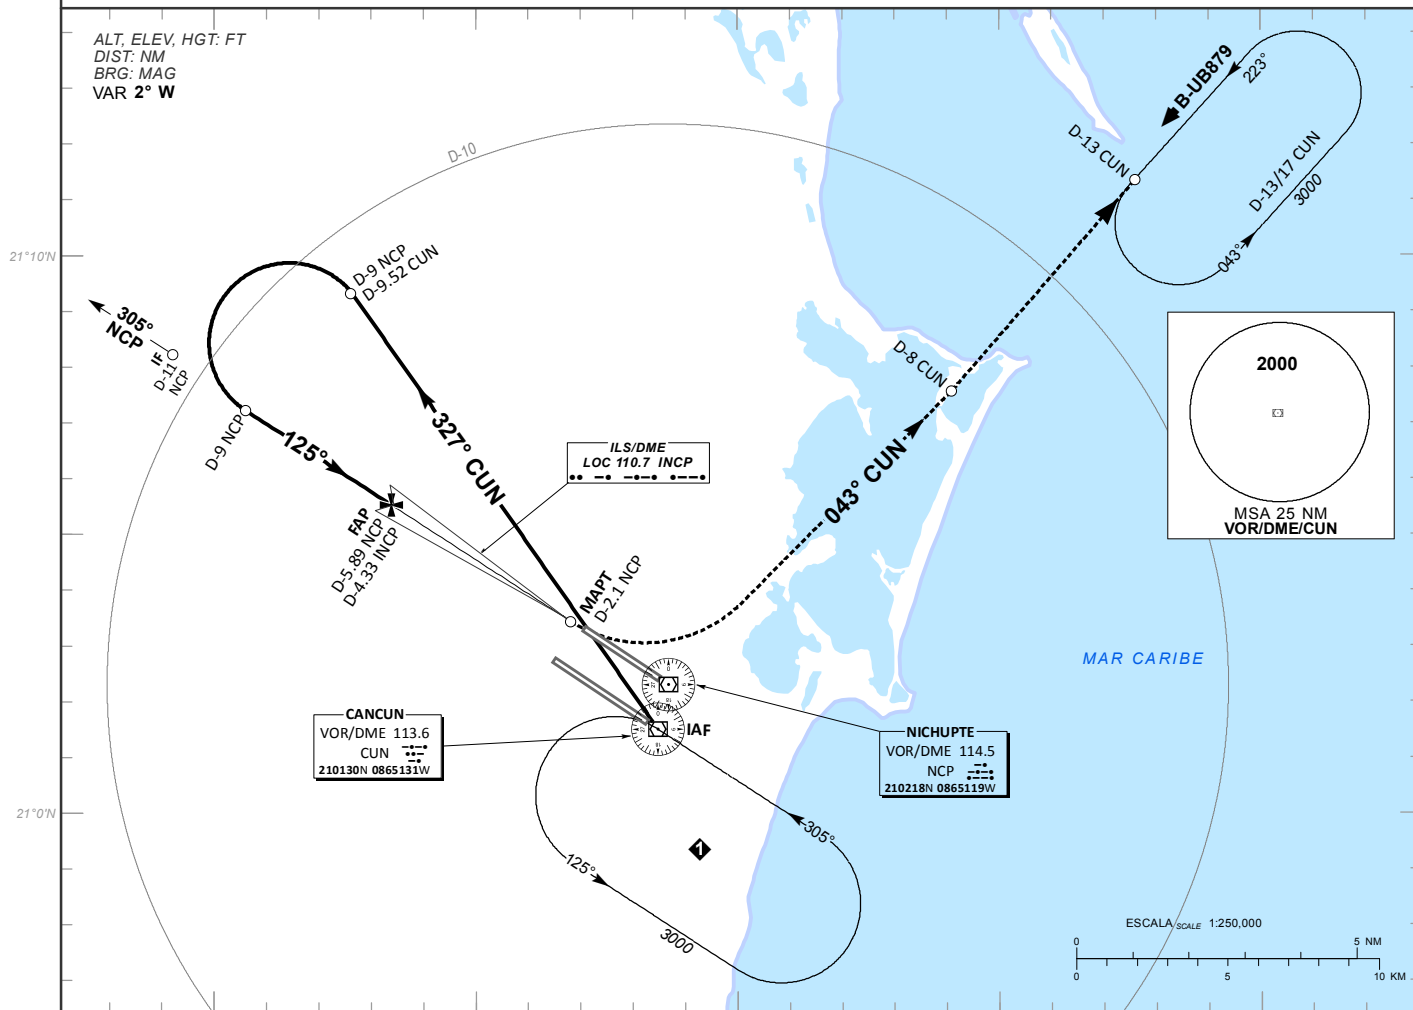 ALT, ELEV, HGT: FT
DIST: NM
BRG: MAG
VAR 2° W
D-10
B-UB879
223°
D-13 CUN
D-13/17 CUN
3000
043°
21°10'N
D-9 NCP
D-9.52 CUN
305°
NCP
IF
D-11
NCP
D-9 NCP
125°
327° CUN
D-8 CUN
043° CUN
2000
MSA 25 NM
VOR/DME/CUN
ILS/DME
LOC 110.7 INCP
FAP
D-5.89 NCP
D-4.33 INCP
MAPT
D-2.1 NCP
MAR CARIBE
CANCUN
VOR/DME 113.6
CUN
210130N 0865131W
IAF
NICHUPTE
VOR/DME 114.5
NCP
210218N 0865119W
21°0'N
305°
125°
1
3000
ESCALA SCALE 1:250,000
0 5 NM
0 5 10 KM